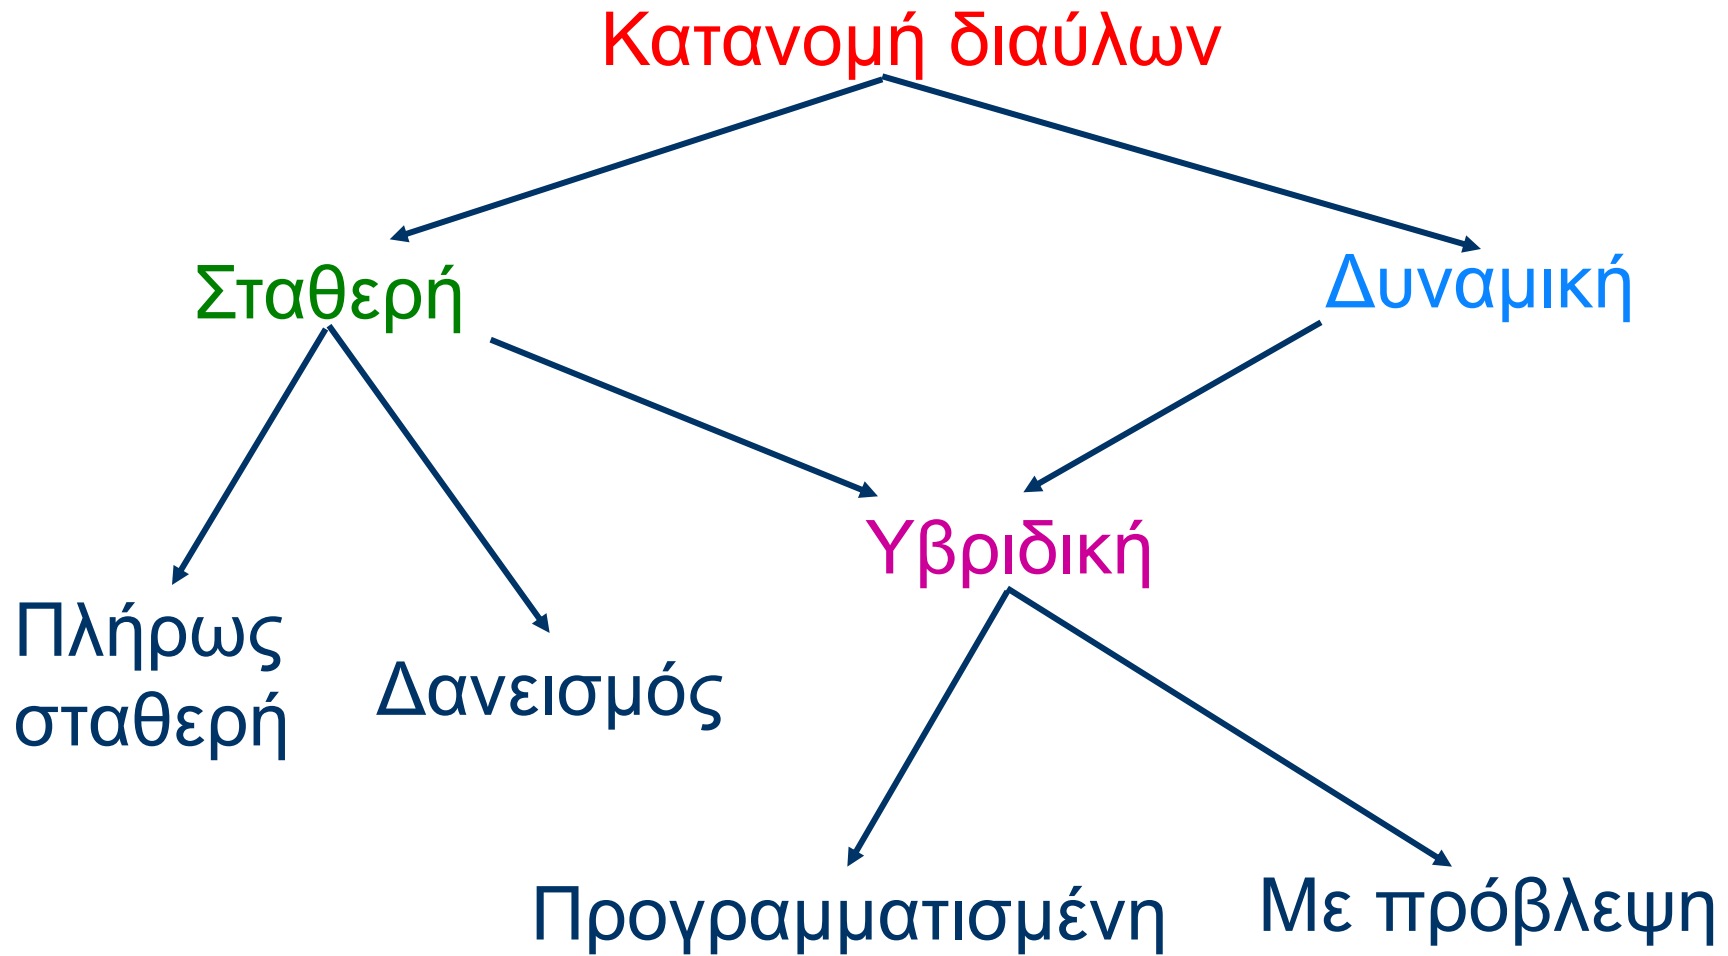 Κατανομή διαύλων
Σταθερή
Δυναμική
Υβριδική
Πλήρως
σταθερή
Δανεισμός
Προγραμματισμένη
Με πρόβλεψη